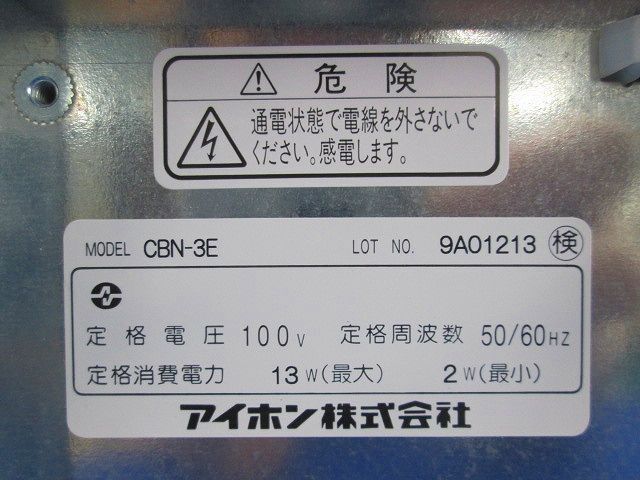 危険
通電状態で電線を外さないで
ください。感電します。
MODEL CBN-3E LOT NO. 9A01213 検
定格電圧 100V 定格周波数 50/60HZ
定格消費電力 13W(最大) 2W(最小)
アイホン株式会社